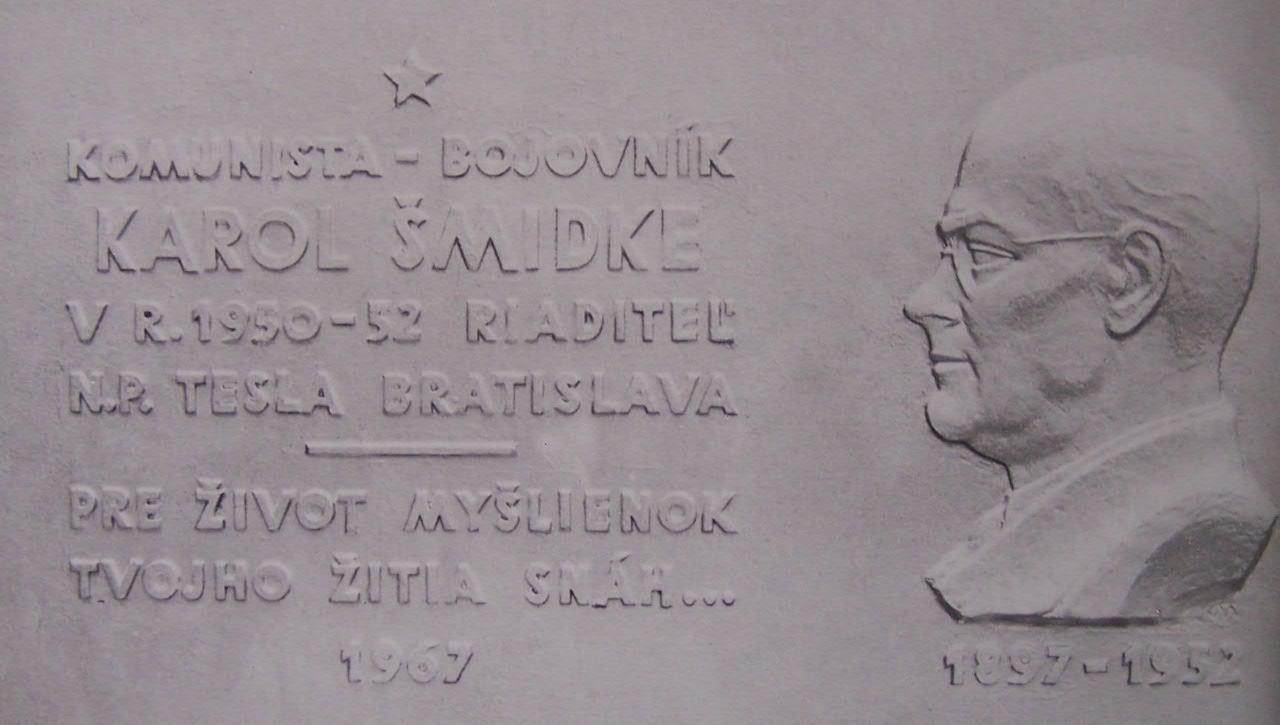 KOMUNISTA - BOJOVNÍK
KAROL ŠMIDKE
V R. 1950-52 RIADITEĽ
N.P. TESLA BRATISLAVA
PRE ŽIVOT MYŠLIENOK
TVOJHO ŽITIA SNÁH...
1967
1897-1952